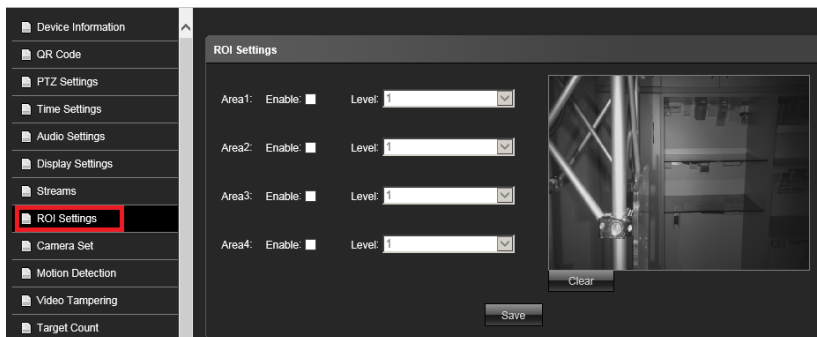 Device Information
QR Code
PTZ Settings
Time Settings
Audio Settings
Display Settings
Streams
ROI Settings
Camera Set
Motion Detection
Video Tampering
Target Count
ROI Settings
Area1: Enable: Level: 1
Area2: Enable: Level: 1
Area3: Enable: Level: 1
Area4: Enable: Level: 1
Clear
Save